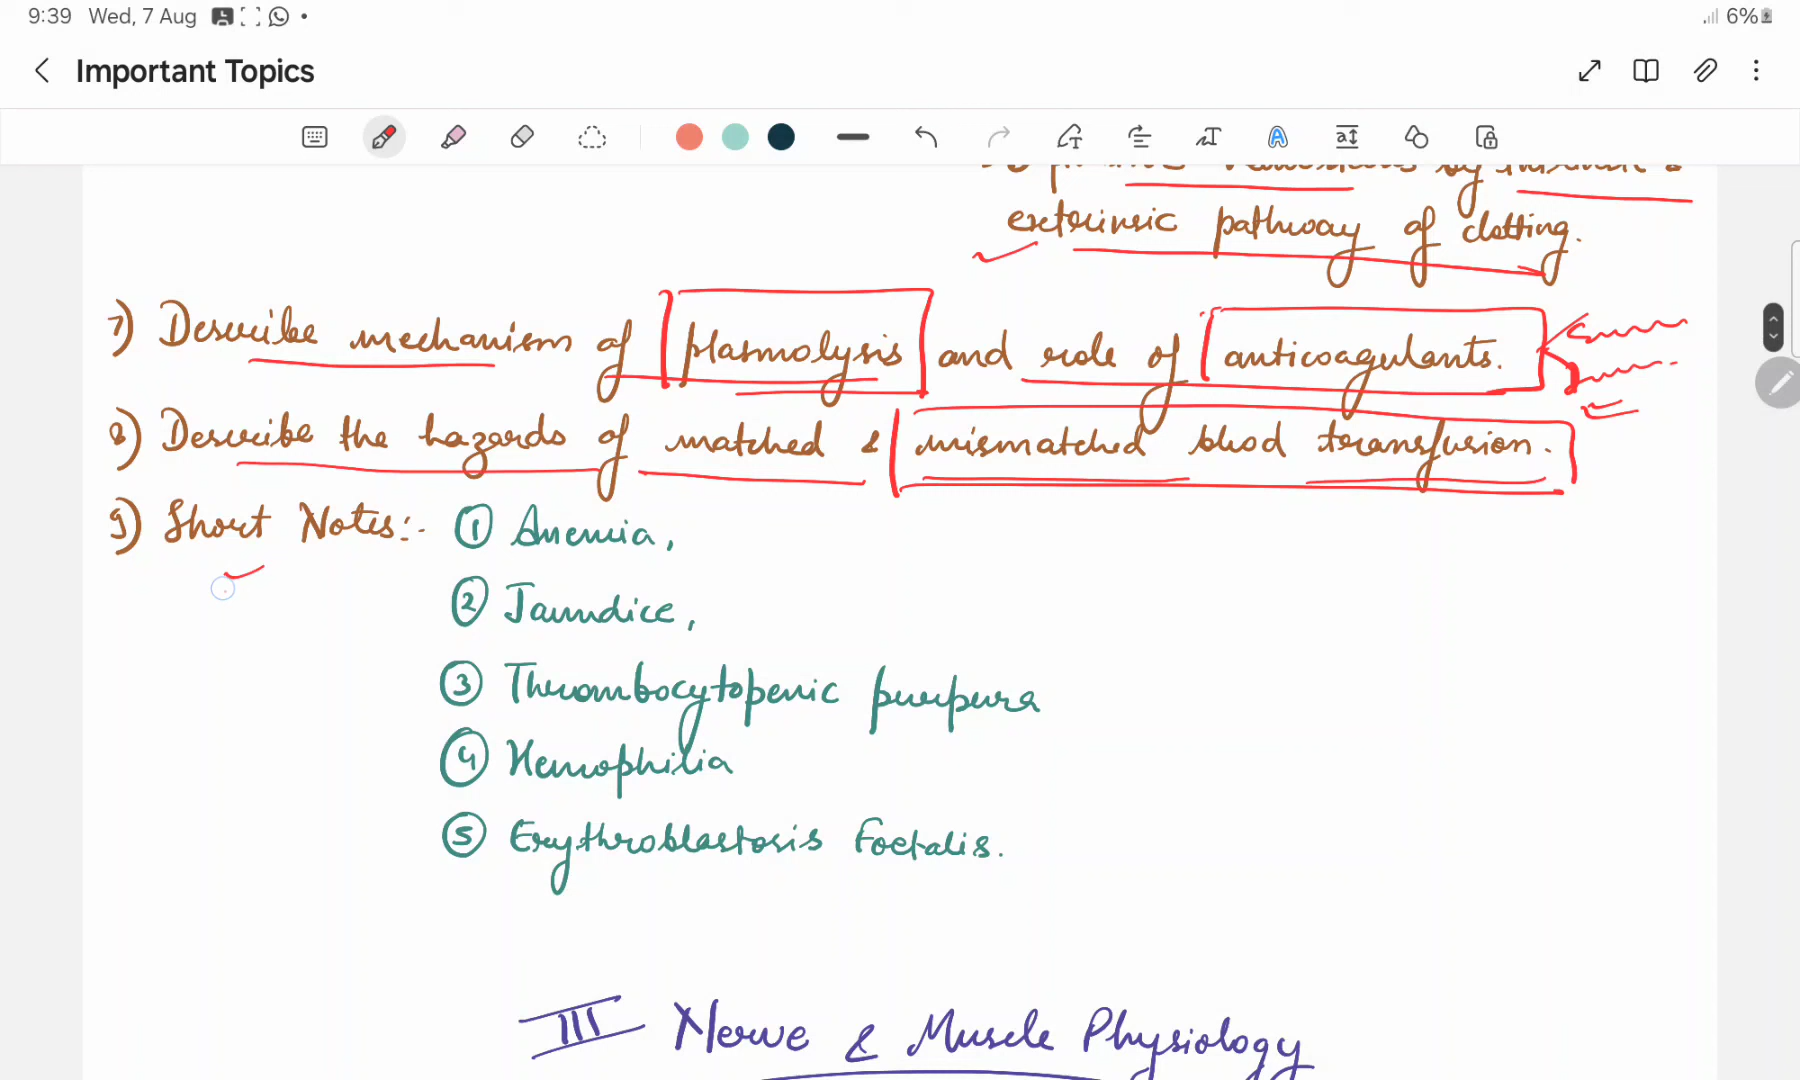 9:39 Wed, 7 Aug
6%
Important Topics
extrinsic pathway of clotting.
7) Describe mechanism of plasmolysis and role of anticoagulants.
8) Describe the hazards of matched & mismatched blood transfusion.
9) Short Notes:- ① Anemia,
② Jaundice,
③ Thrombocytopenic purpura
④ Hemophilia
⑤ Erythroblastosis Foetalis.
III Nerve & Muscle Physiology